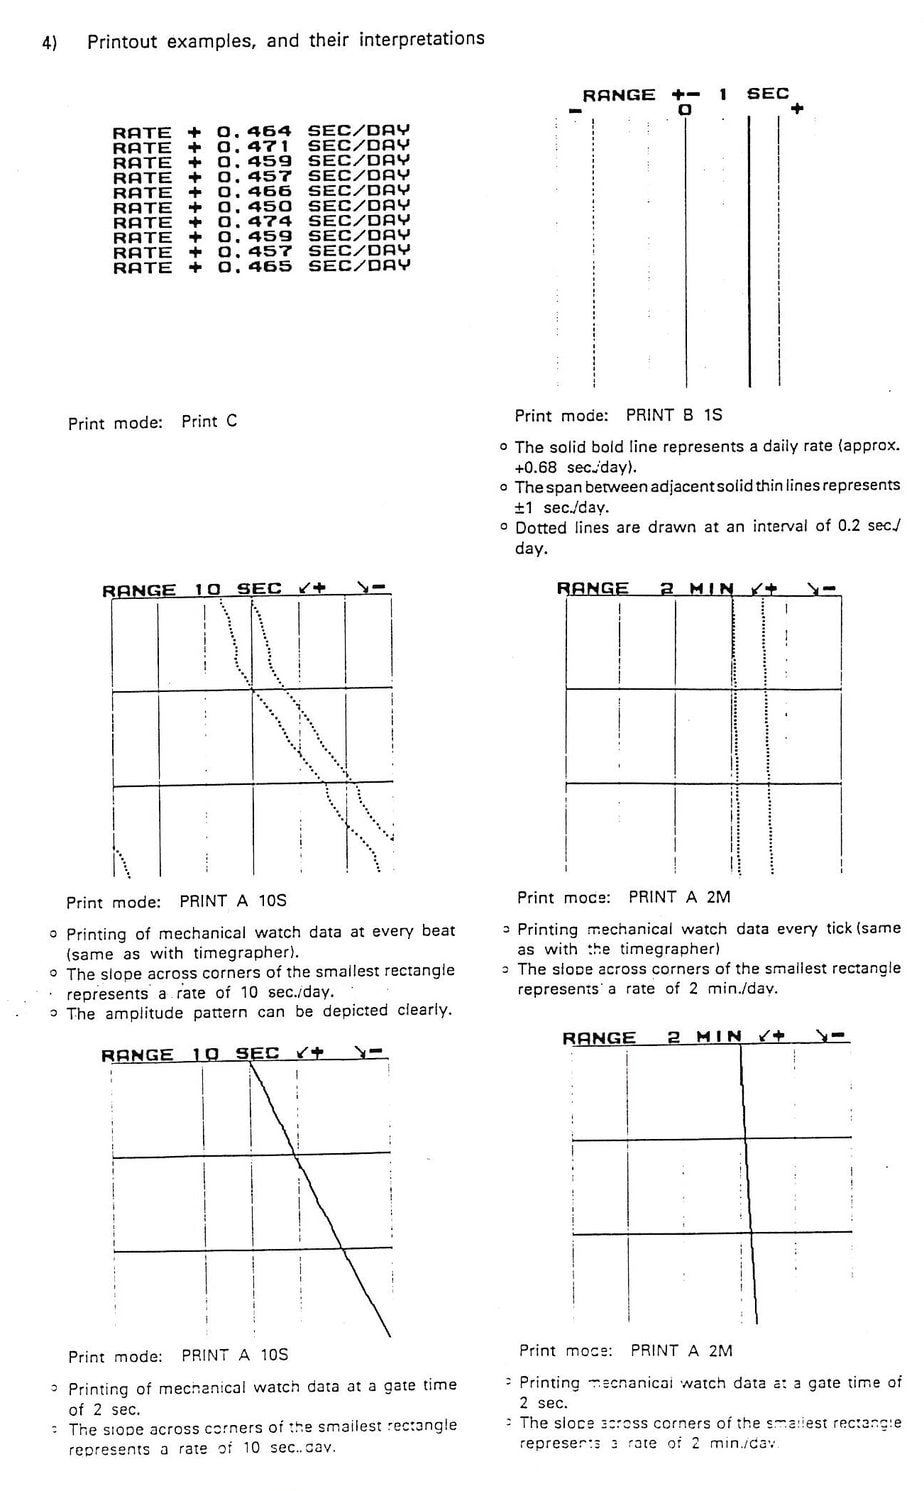 4) Printout examples, and their interpretations
RATE + 0.464 SEC/DAY
RATE + 0.471 SEC/DAY
RATE + 0.459 SEC/DAY
RATE + 0.457 SEC/DAY
RATE + 0.466 SEC/DAY
RATE + 0.450 SEC/DAY
RATE + 0.474 SEC/DAY
RATE + 0.459 SEC/DAY
RATE + 0.457 SEC/DAY
RATE + 0.465 SEC/DAY
Print mode: Print C
RANGE +- 1 SEC
- 0 +
Print mode: PRINT B 1S
o The solid bold line represents a daily rate (approx.
+0.68 sec./day).
o The span between adjacent solid thin lines represents
±1 sec./day.
o Dotted lines are drawn at an interval of 0.2 sec./
day.
RANGE 10 SEC ↙+ ↘-
Print mode: PRINT A 10S
o Printing of mechanical watch data at every beat
(same as with timegrapher).
o The slope across corners of the smallest rectangle
represents a rate of 10 sec./day.
o The amplitude pattern can be depicted clearly.
RANGE 2 MIN ↙+ ↘-
Print mode: PRINT A 2M
o Printing mechanical watch data every tick (same
as with the timegrapher)
o The slope across corners of the smallest rectangle
represents a rate of 2 min./day.
RANGE 10 SEC ↙+ ↘-
Print mode: PRINT A 10S
o Printing of mechanical watch data at a gate time
of 2 sec.
o The slope across corners of the smallest rectangle
represents a rate of 10 sec./day.
RANGE 2 MIN ↙+ ↘-
Print mode: PRINT A 2M
o Printing mechanical watch data at a gate time of
2 sec.
o The slope across corners of the smallest rectangle
represents a rate of 2 min./day